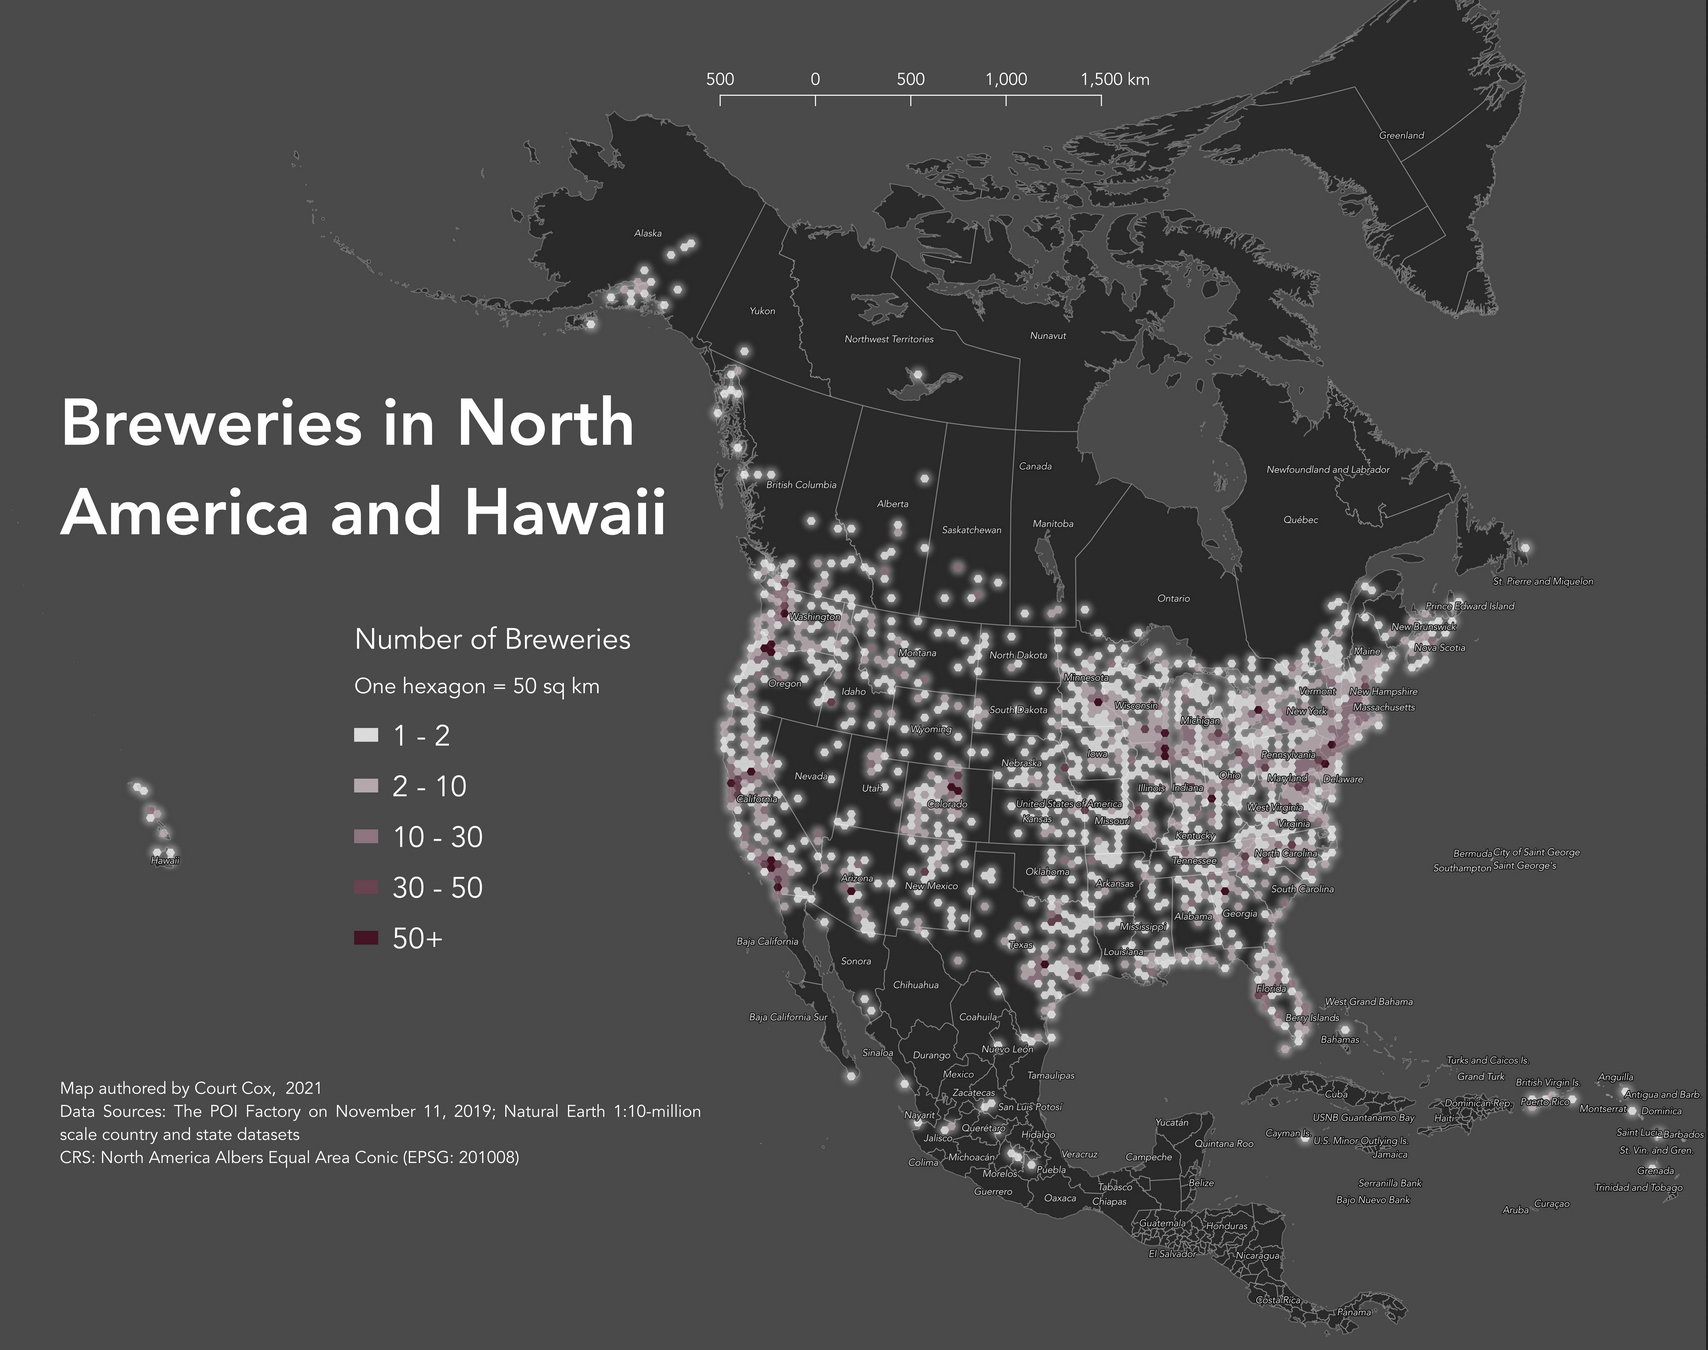 500 0 500 1,000 1,500 km
Greenland
Alaska
Yukon
Northwest Territories
Nunavut
Breweries in North
America and Hawaii
Canada
Newfoundland and Labrador
British Columbia
Alberta
Québec
Manitoba
Saskatchewan
St. Pierre and Miquelon
Ontario
Prince Edward Island
Washington
New Brunswick
Number of Breweries
Nova Scotia
Maine
Montana
North Dakota
One hexagon = 50 sq km
Minnesota
Oregon
Idaho
Vermont
New Hampshire
Wisconsin
Massachusetts
South Dakota
New York
Michigan
Wyoming
1 - 2
Iowa
Pennsylvania
Nebraska
Nevada
Ohio
Maryland
Delaware
2 - 10
Utah
Illinois
Indiana
California
Colorado
United States of America
West Virginia
Kansas
Missouri
Virginia
10 - 30
Kentucky
Hawaii
North Carolina
Bermuda
City of Saint George
Tennessee
Saint George's
Southampton
Oklahoma
Arizona
Arkansas
New Mexico
South Carolina
30 - 50
Georgia
Alabama
Mississippi
50+
Baja California
Texas
Louisiana
Sonora
Chihuahua
Florida
West Grand Bahama
Baja California Sur
Coahuila
Berry Islands
Bahamas
Nuevo León
Sinaloa
Durango
Turks and Caicos Is.
Mexico
Tamaulipas
Grand Turk
Anguilla
British Virgin Is.
Zacatecas
Cuba
Antigua and Barb.
Puerto Rico
Dominican Rep.
San Luis Potosí
Montserrat
Dominica
Nayarit
USNB Guantanamo Bay
Haiti
Yucatán
Querétaro
Cayman Is.
Saint Lucia
Barbados
Hidalgo
Jalisco
U.S. Minor Outlying Is.
Quintana Roo
St. Vin. and Gren.
Jamaica
Veracruz
Michoacán
Campeche
Colima
Puebla
Grenada
Morelos
Belize
Serranilla Bank
Tabasco
Trinidad and Tobago
Guerrero
Oaxaca
Chiapas
Bajo Nuevo Bank
Curaçao
Aruba
Guatemala
Honduras
El Salvador
Nicaragua
Costa Rica
Panama
Map authored by Court Cox, 2021
Data Sources: The POI Factory on November 11, 2019; Natural Earth 1:10-million
scale country and state datasets
CRS: North America Albers Equal Area Conic (EPSG: 201008)